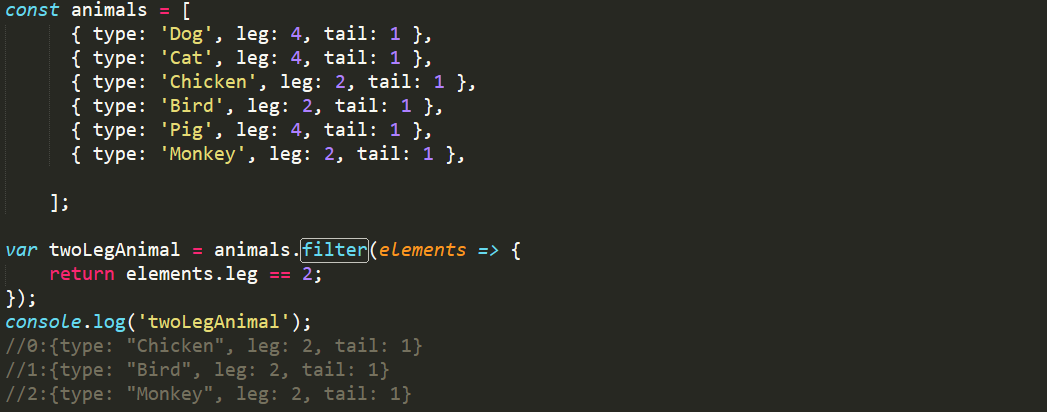 const animals = [
{ type: 'Dog', leg: 4, tail: 1 },
{ type: 'Cat', leg: 4, tail: 1 },
{ type: 'Chicken', leg: 2, tail: 1 },
{ type: 'Bird', leg: 2, tail: 1 },
{ type: 'Pig', leg: 4, tail: 1 },
{ type: 'Monkey', leg: 2, tail: 1 },
];
var twoLegAnimal = animals.filter(elements => {
return elements.leg == 2;
});
console.log('twoLegAnimal');
//0:{type: "Chicken", leg: 2, tail: 1}
//1:{type: "Bird", leg: 2, tail: 1}
//2:{type: "Monkey", leg: 2, tail: 1}